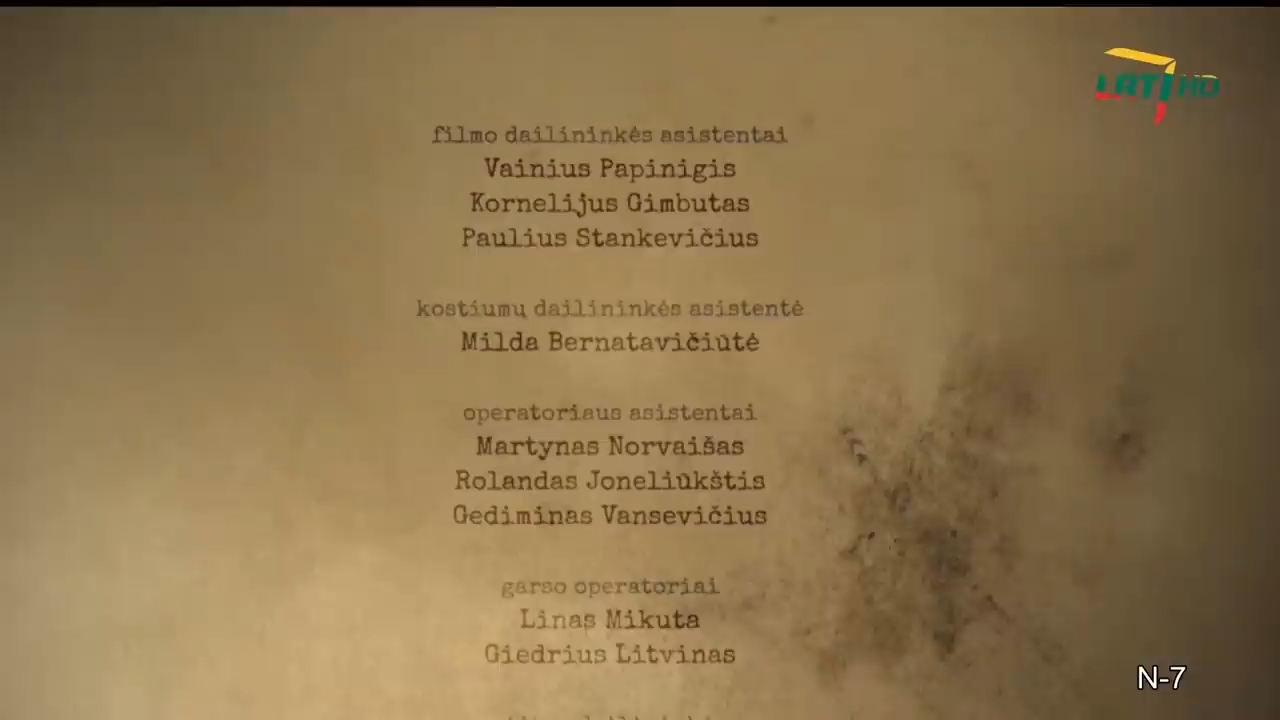 LRT HD
filmo dailininkės asistentai
Vainius Papinigis
Kornelijus Gimbutas
Paulius Stankevičius
kostiumų dailininkės asistentė
Milda Bernatavičiūtė
operatoriaus asistentai
Martynas Norvaišas
Rolandas Joneliūkštis
Gediminas Vansevičius
garso operatoriai
Linas Mikuta
Giedrius Litvinas
N-7